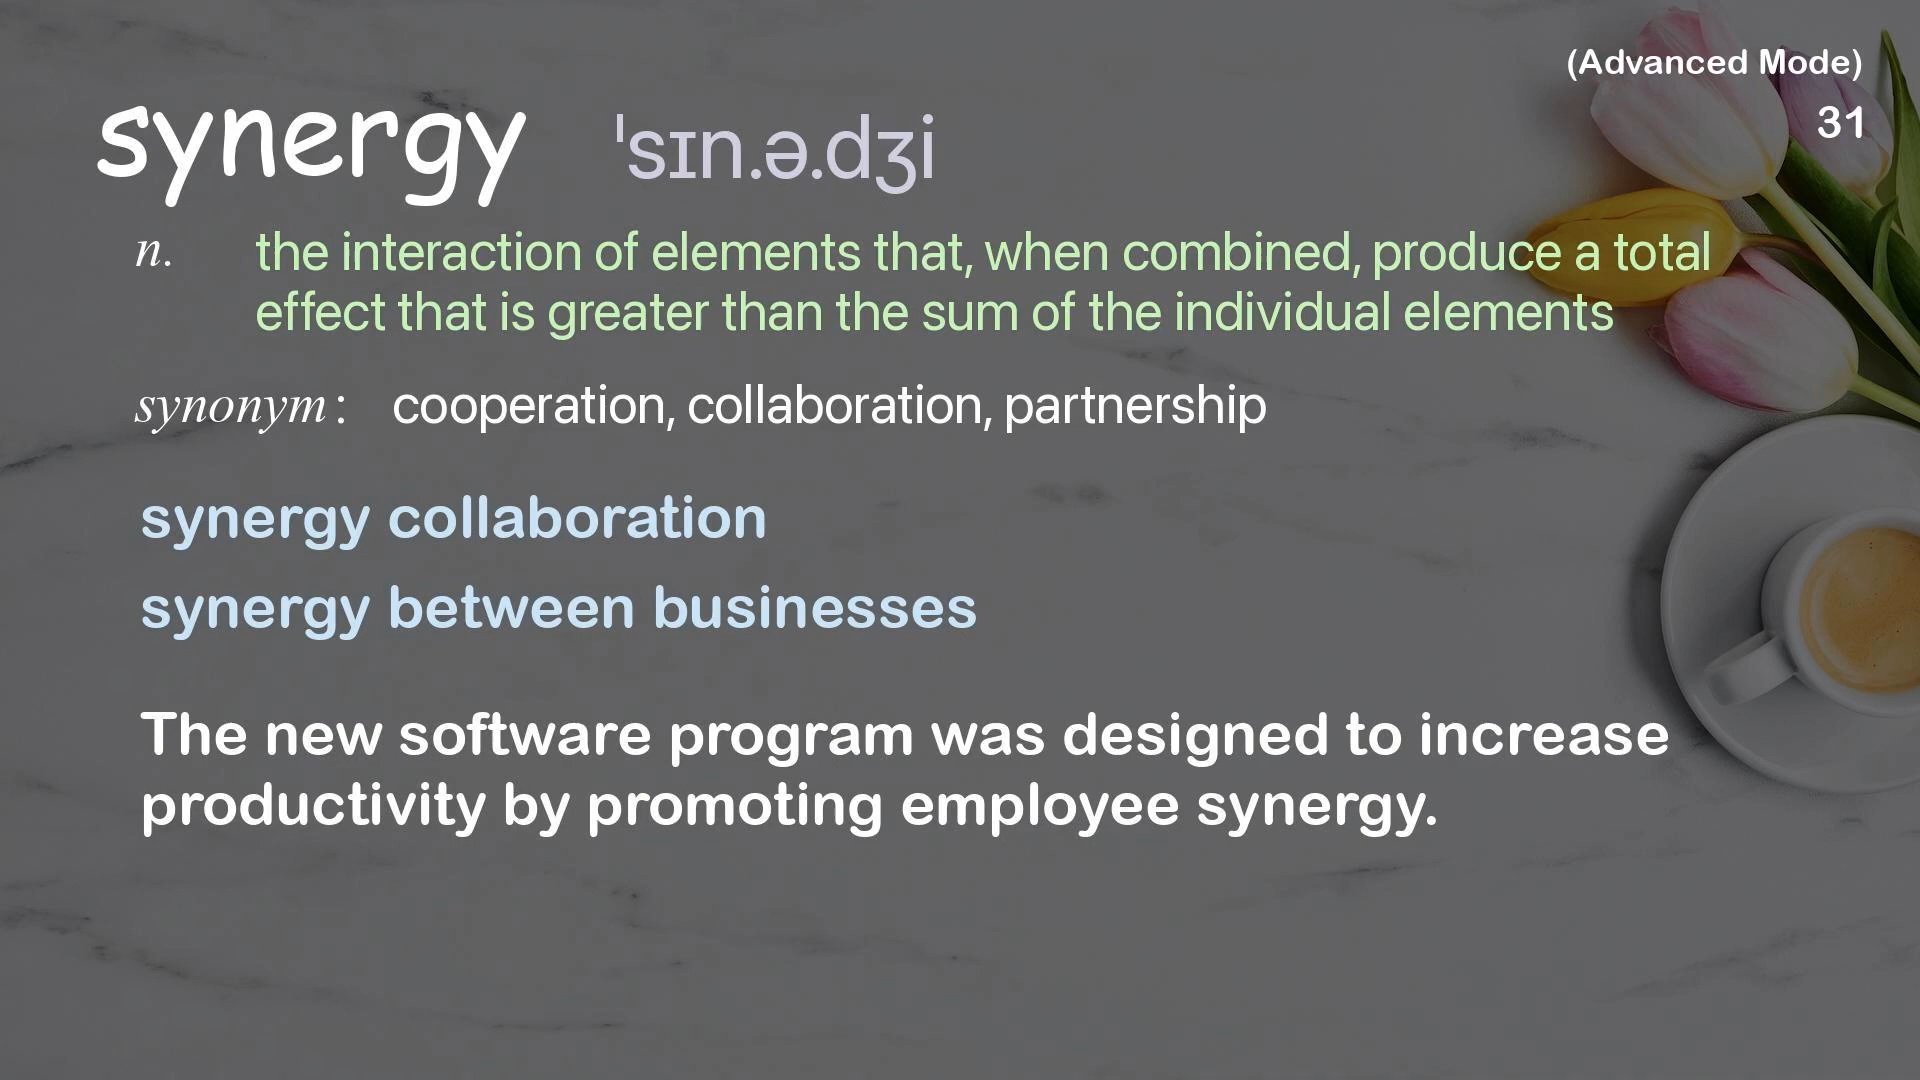 (Advanced Mode)
31
synergy ˈsɪn.ə.dʒi
n. the interaction of elements that, when combined, produce a total
effect that is greater than the sum of the individual elements
synonym: cooperation, collaboration, partnership
synergy collaboration
synergy between businesses
The new software program was designed to increase
productivity by promoting employee synergy.